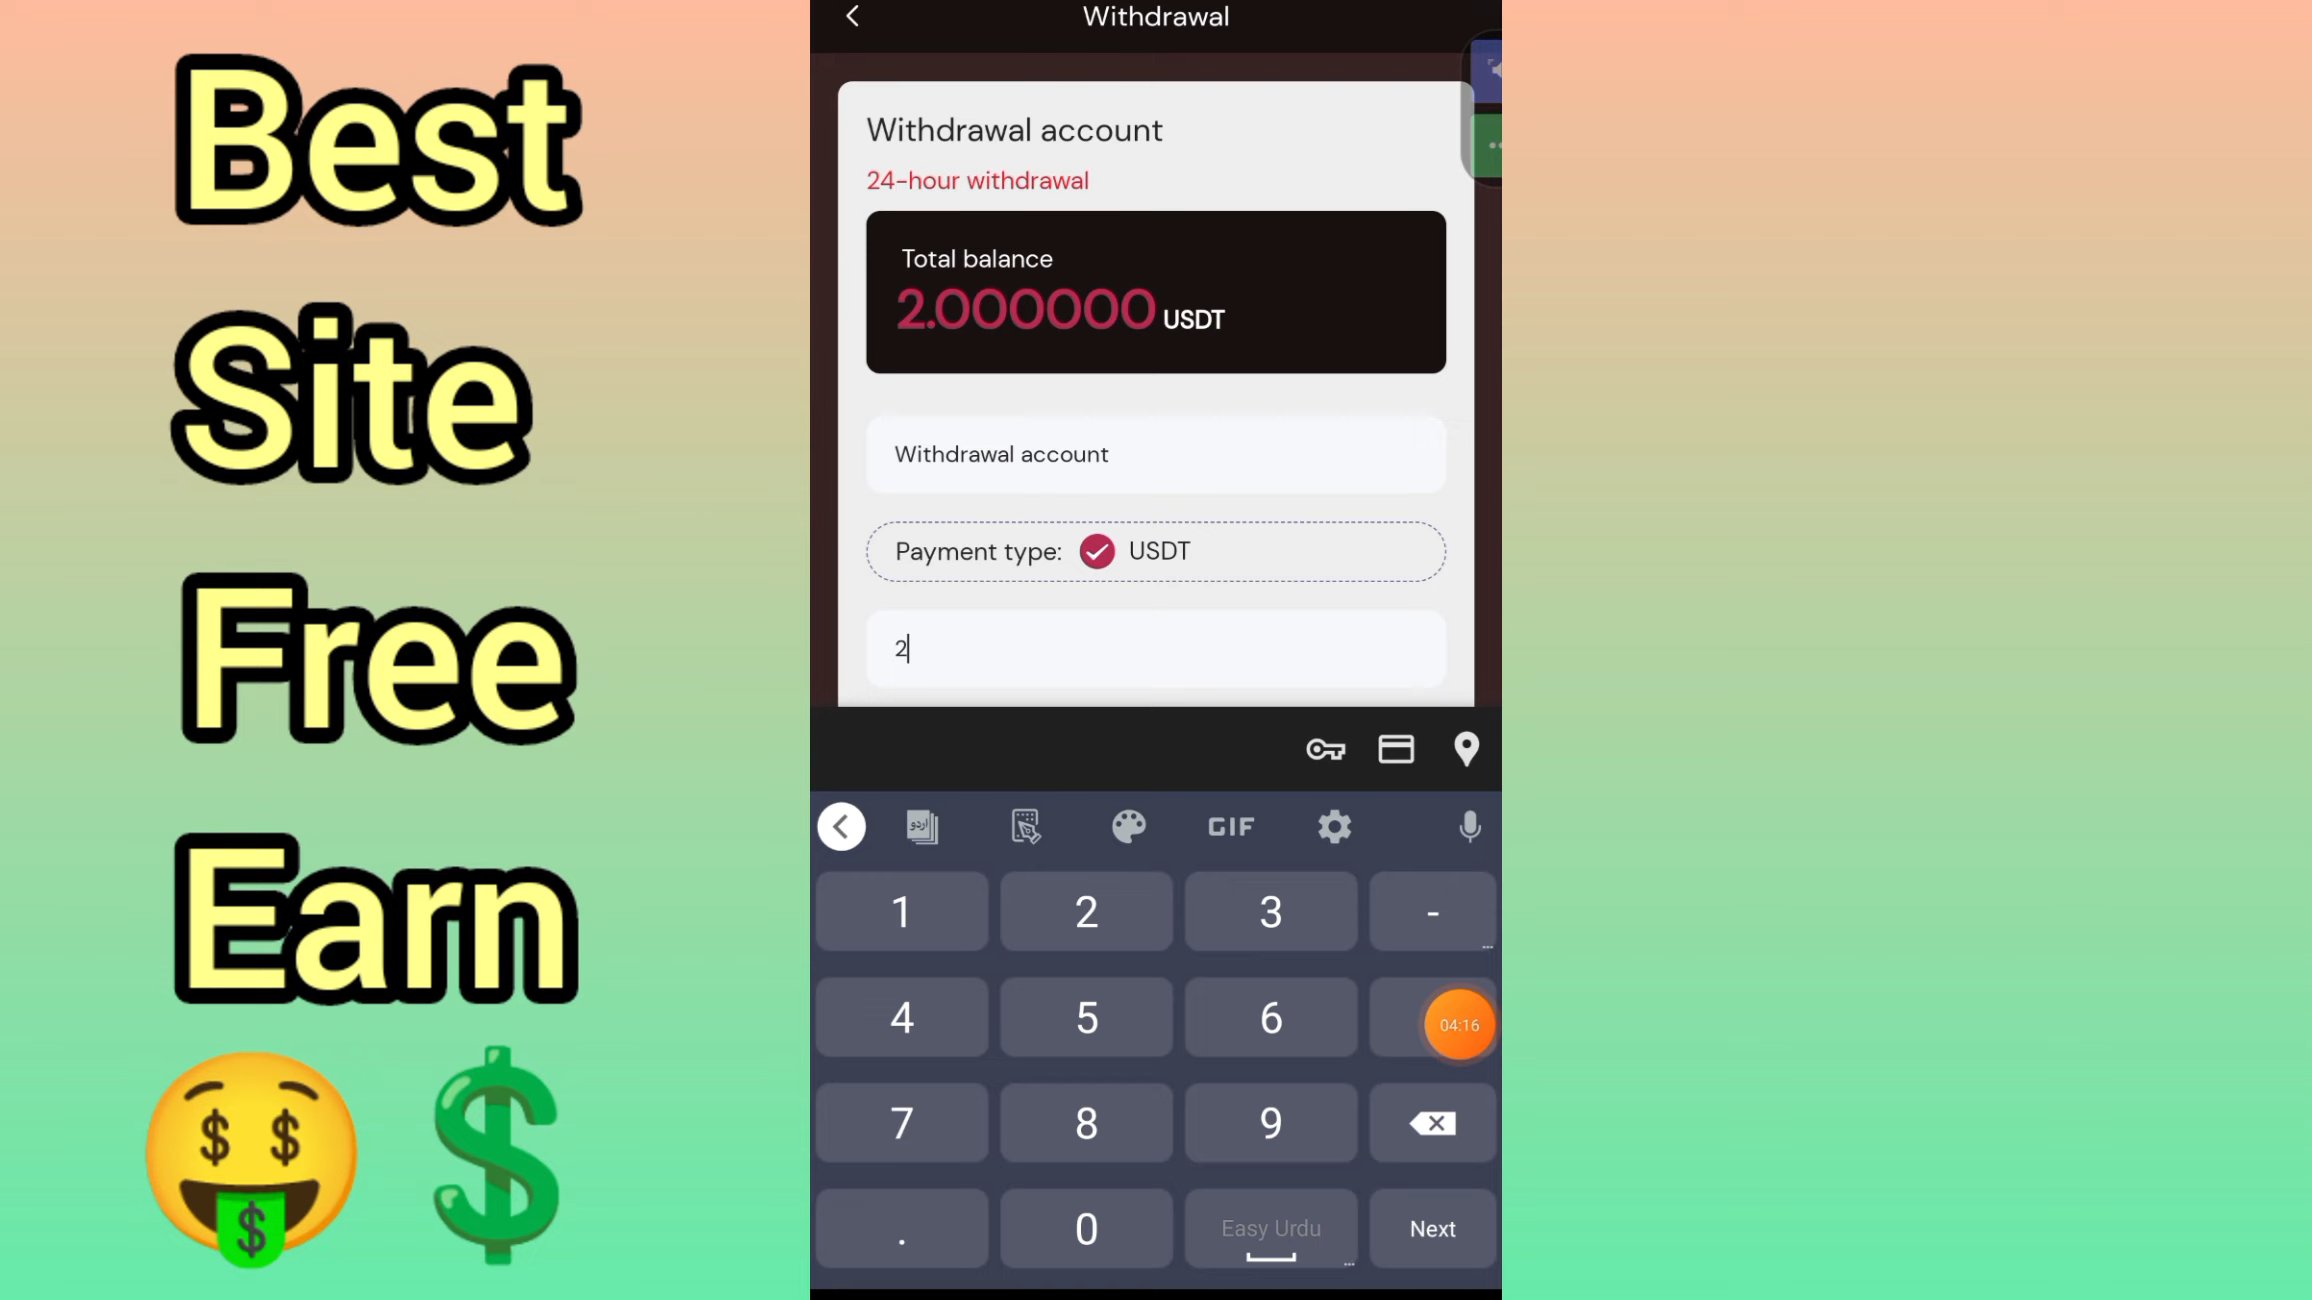 Best
Site
Free
Earn
Withdrawal
Withdrawal account
24-hour withdrawal
Total balance
2.000000 USDT
Withdrawal account
Payment type: USDT
2
اردو GIF
1 2 3 -
4 5 6
04:16
7 8 9
. 0 Easy Urdu Next